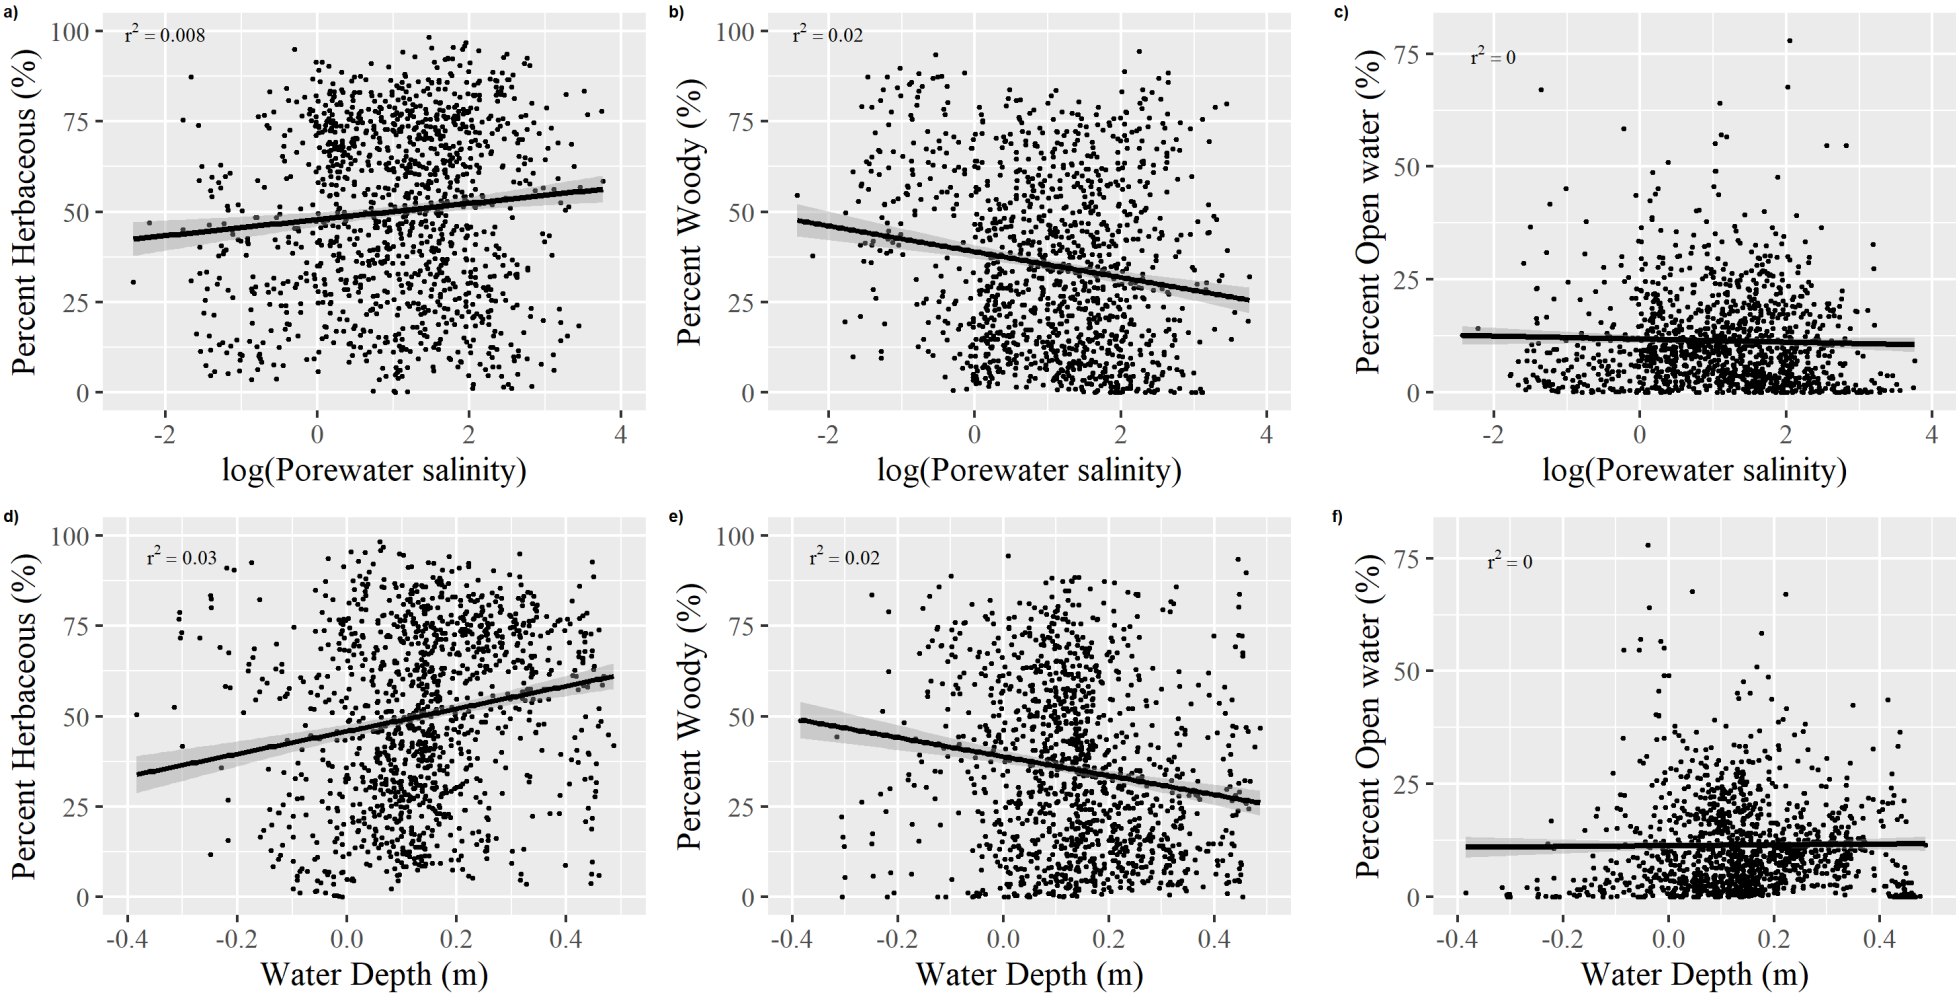 a)
r² = 0.008
Percent Herbaceous (%)
100
75
50
25
0
-2 0 2 4
log(Porewater salinity)
b)
r² = 0.02
Percent Woody (%)
100
75
50
25
0
-2 0 2 4
log(Porewater salinity)
c)
r² = 0
Percent Open water (%)
75
50
25
0
-2 0 2 4
log(Porewater salinity)
d)
r² = 0.03
Percent Herbaceous (%)
100
75
50
25
0
-0.4 -0.2 0.0 0.2 0.4
Water Depth (m)
e)
r² = 0.02
Percent Woody (%)
100
75
50
25
0
-0.4 -0.2 0.0 0.2 0.4
Water Depth (m)
f)
r² = 0
Percent Open water (%)
75
50
25
0
-0.4 -0.2 0.0 0.2 0.4
Water Depth (m)